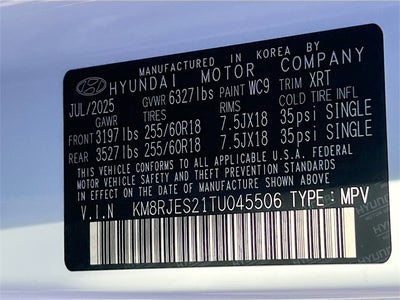 MANUFACTURED IN KOREA BY
HYUNDAI MOTOR COMPANY
JUL/2025 GVWR 6327lbs PAINT WC9 TRIM XRT
GAWR TIRES RIMS COLD TIRE INFL
FRONT 3197lbs 255/60R18 7.5JX18 35psi SINGLE
REAR 3527lbs 255/60R18 7.5JX18 35psi SINGLE
THIS VEHICLE CONFORMS TO ALL APPLICABLE U.S.A. FEDERAL
MOTOR VEHICLE SAFETY, BUMPER, AND THEFT PREVENTION
STANDARDS IN EFFECT ON THE DATE OF MANUFACTURE SHOWN ABOVE.
V.I.N KM8RJES21TU045506 TYPE: MPV